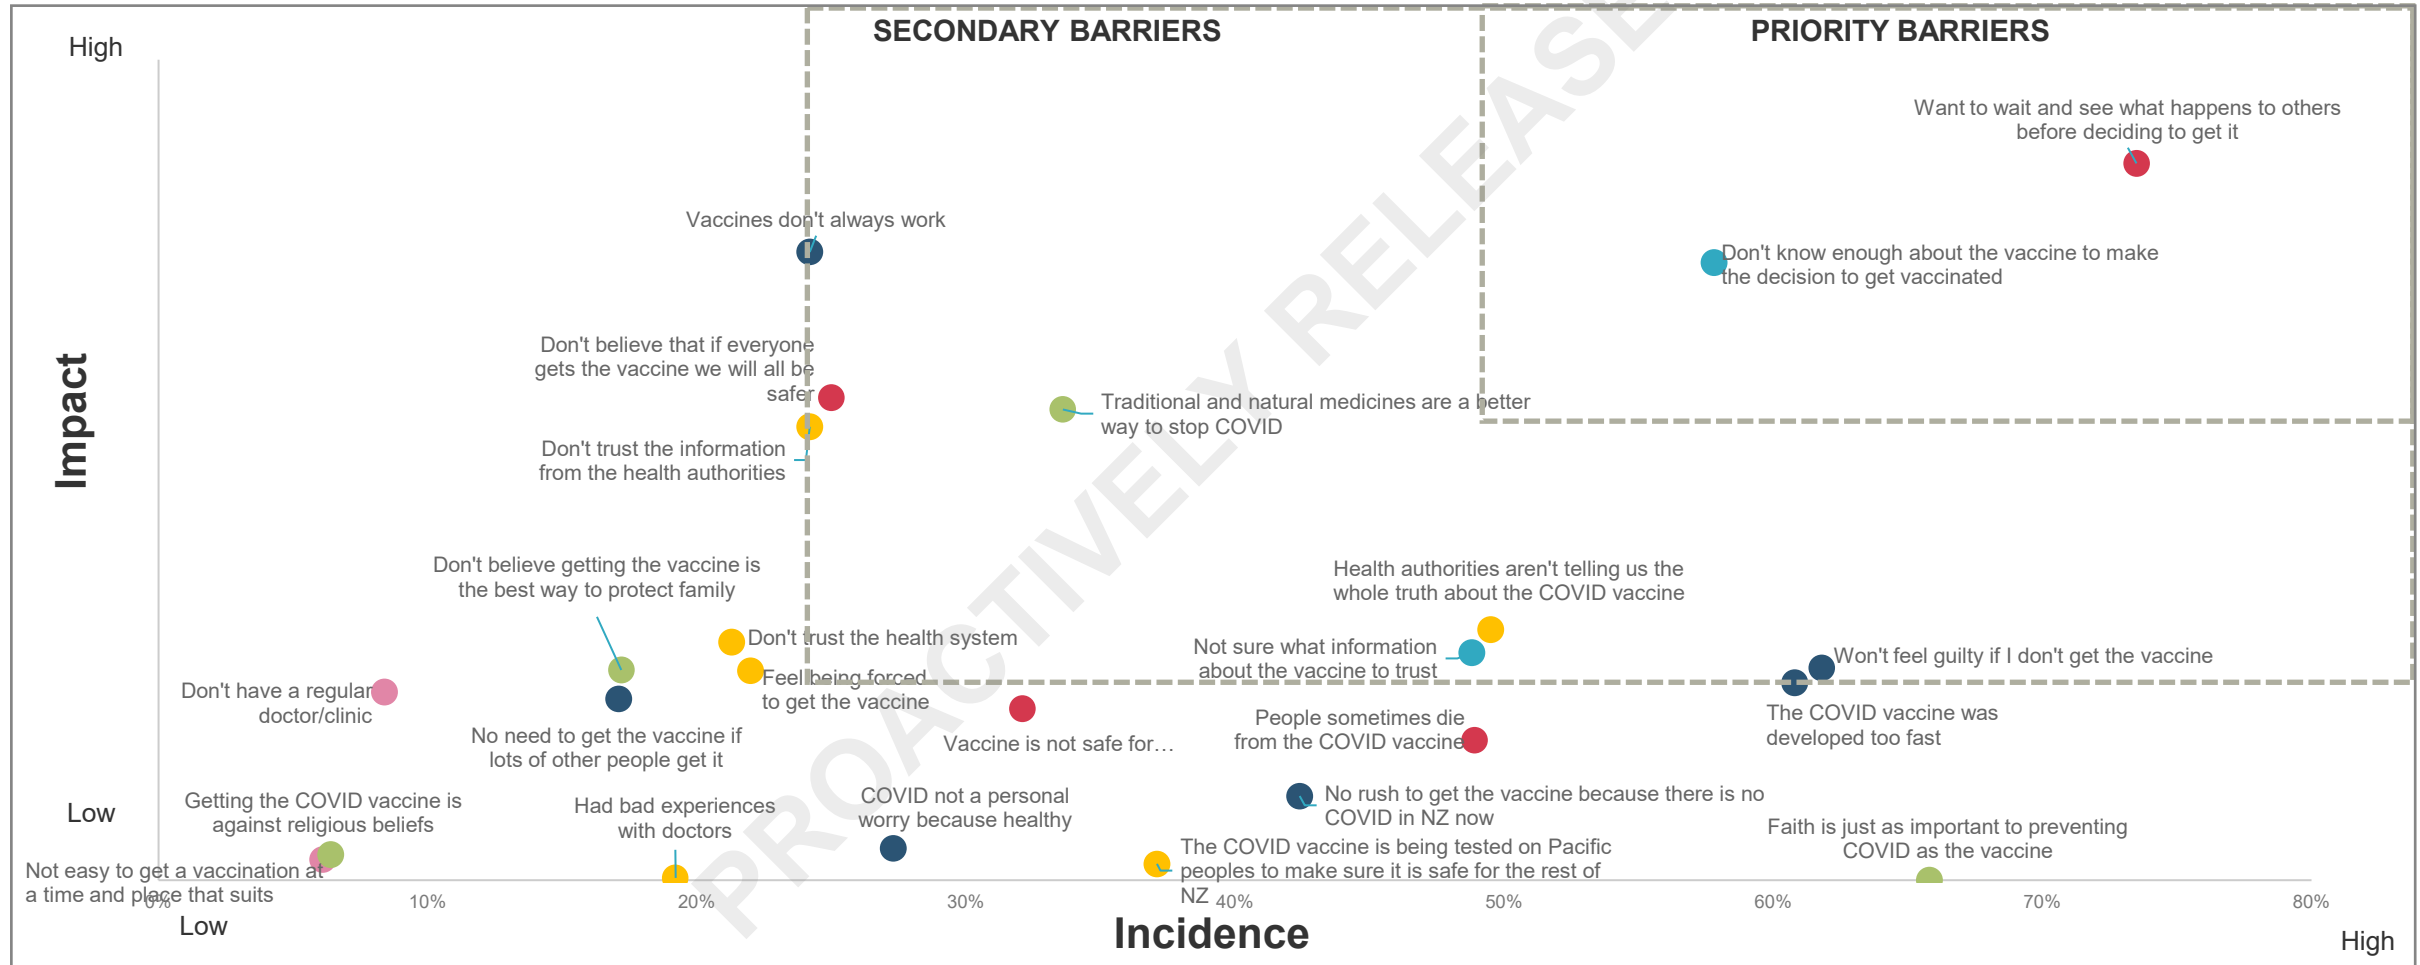 SECONDARY BARRIERS
PRIORITY BARRIERS
High
Want to wait and see what happens to others
before deciding to get it
Vaccines don't always work
Don't know enough about the vaccine to make
the decision to get vaccinated
Don't believe that if everyone
gets the vaccine we will all be
safer
Traditional and natural medicines are a better
way to stop COVID
Impact
Don't trust the information
from the health authorities
Don't believe getting the vaccine is
the best way to protect family
Health authorities aren't telling us the
whole truth about the COVID vaccine
Don't trust the health system
Not sure what information
about the vaccine to trust
Won't feel guilty if I don't get the vaccine
Feel being forced
to get the vaccine
Don't have a regular
doctor/clinic
No need to get the vaccine if
lots of other people get it
Vaccine is not safe for…
People sometimes die
from the COVID vaccine
The COVID vaccine was
developed too fast
Low
Getting the COVID vaccine is
against religious beliefs
Had bad experiences
with doctors
COVID not a personal
worry because healthy
No rush to get the vaccine because there is no
COVID in NZ now
Faith is just as important to preventing
COVID as the vaccine
Not easy to get a vaccination at
a time and place that suits
The COVID vaccine is being tested on Pacific
peoples to make sure it is safe for the rest of
NZ
0% 10% 20% 30% 40% 50% 60% 70% 80%
Low
Incidence
High
PROACTIVELY RELEASE